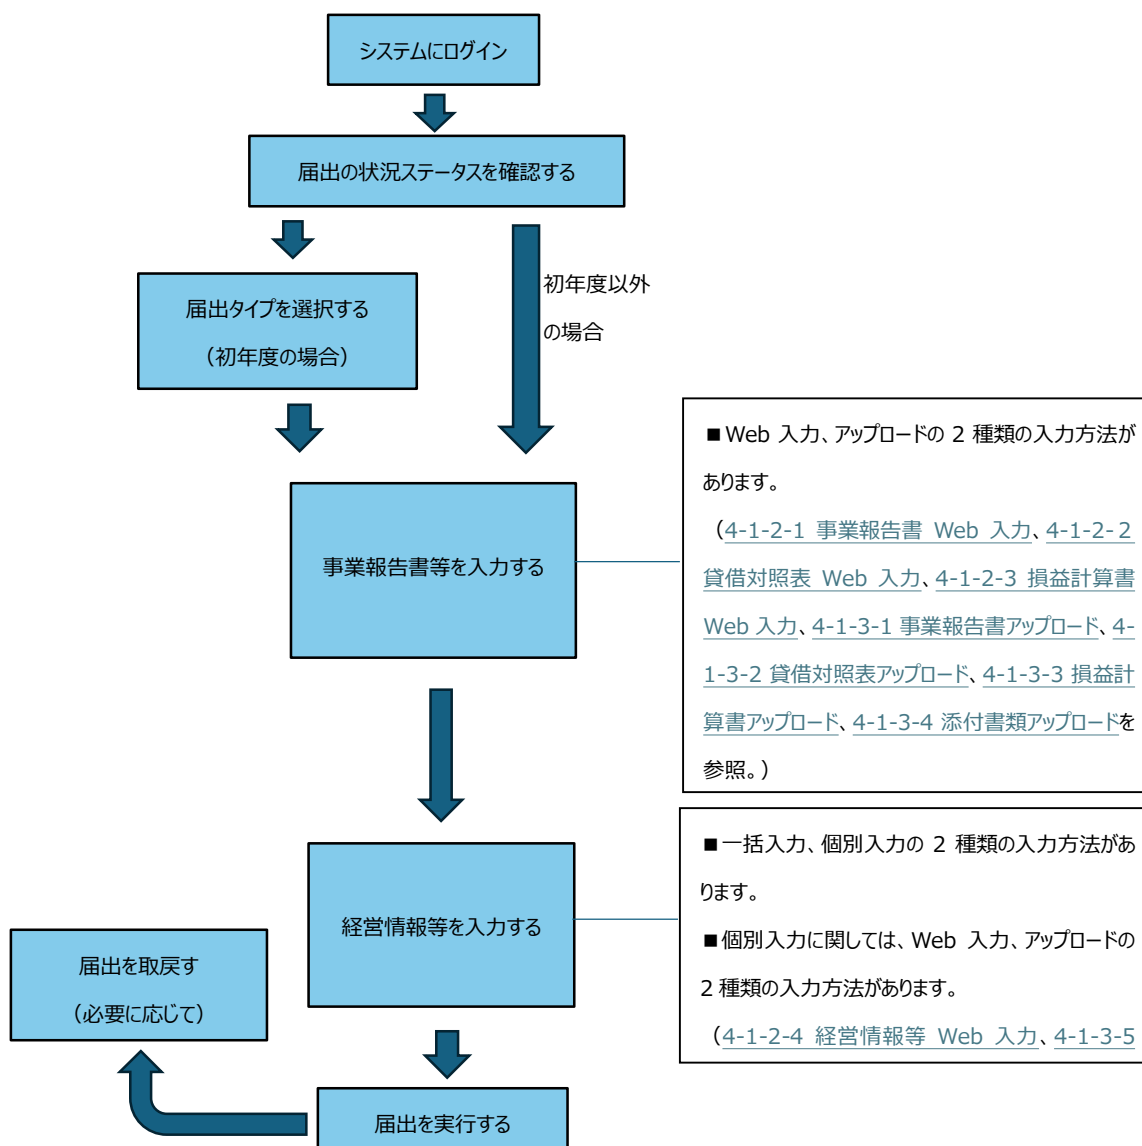 システムにログイン
届出の状況ステータスを確認する
届出タイプを選択する
（初年度の場合）
初年度以外
の場合
事業報告書等を入力する
■Web 入力、アップロードの 2 種類の入力方法が
あります。
（4-1-2-1 事業報告書 Web 入力、4-1-2-2
貸借対照表 Web 入力、4-1-2-3 損益計算書
Web 入力、4-1-3-1 事業報告書アップロード、4-
1-3-2 貸借対照表アップロード、4-1-3-3 損益計
算書アップロード、4-1-3-4 添付書類アップロードを
参照。）
経営情報等を入力する
■一括入力、個別入力の 2 種類の入力方法があ
ります。
■個別入力に関しては、Web 入力、アップロードの
2 種類の入力方法があります。
（4-1-2-4 経営情報等 Web 入力、4-1-3-5
届出を取戻す
（必要に応じて）
届出を実行する